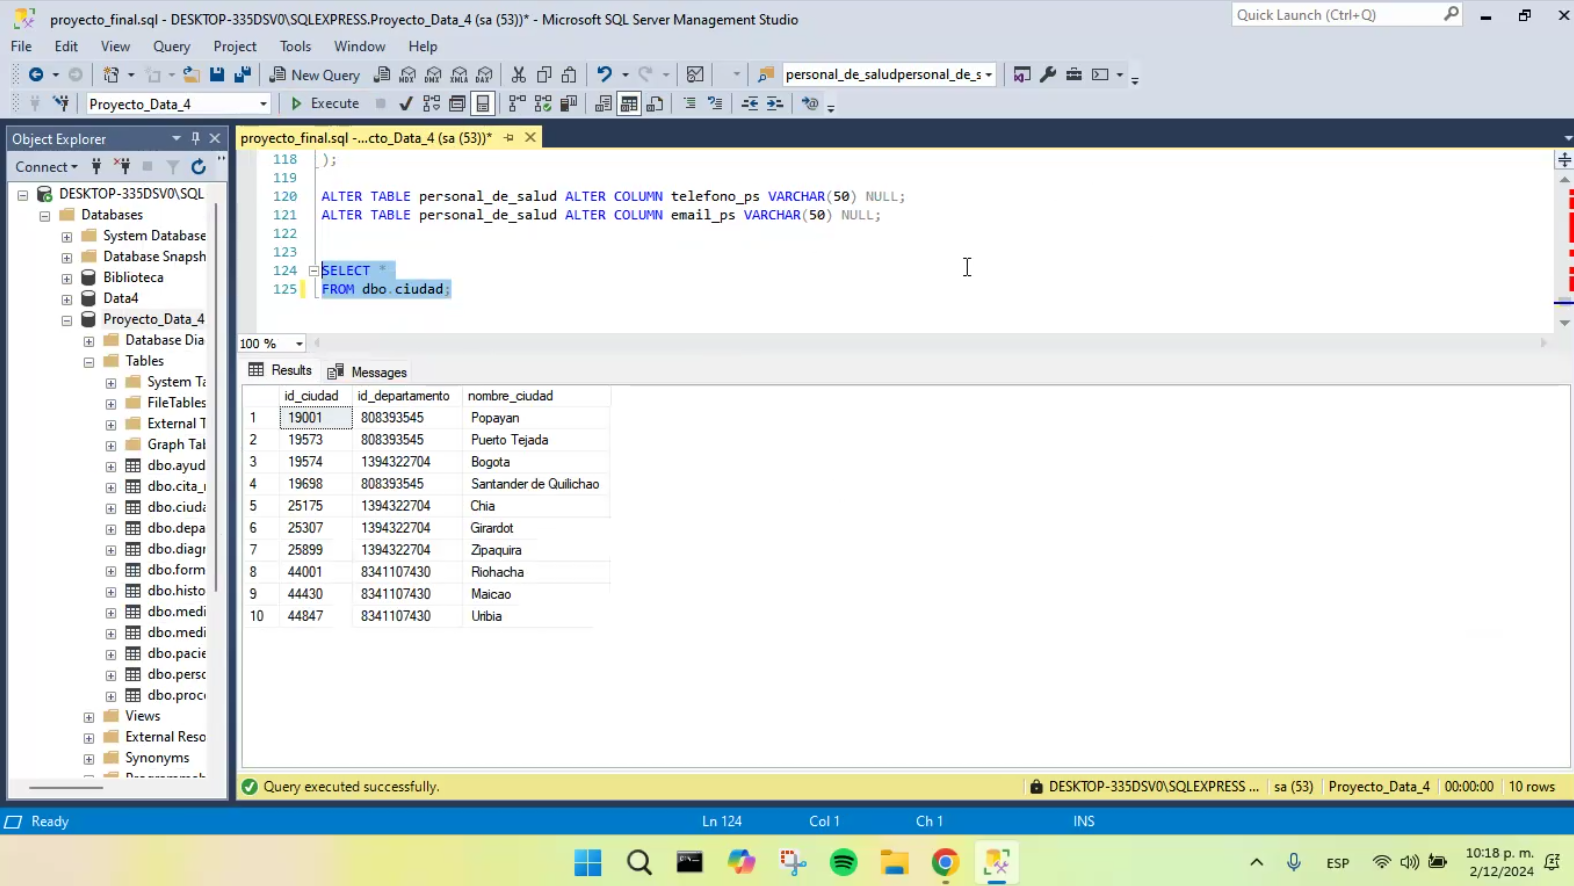 proyecto_final.sql - DESKTOP-335DSV0\SQLEXPRESS.Proyecto_Data_4 (sa (53))* - Microsoft SQL Server Management Studio
Quick Launch (Ctrl+Q)
File Edit View Query Project Tools Window Help
New Query
MDX DMX XMLA DAX
personal_de_saludpersonal_de_s
Proyecto_Data_4
Execute
Object Explorer
proyecto_final.sql -...cto_Data_4 (sa (53))*
Connect
DESKTOP-335DSV0\SQL
Databases
System Database
Database Snapsh
Biblioteca
Data4
Proyecto_Data_4
Database Dia
Tables
System Ta
FileTables
External T
Graph Tal
dbo.ayud
dbo.cita_
dbo.ciuda
dbo.depa
dbo.diagn
dbo.form
dbo.histo
dbo.medi
dbo.medi
dbo.pacie
dbo.perso
dbo.proce
Views
External Reso
Synonyms
118 );
119
120 ALTER TABLE personal_de_salud ALTER COLUMN telefono_ps VARCHAR(50) NULL;
121 ALTER TABLE personal_de_salud ALTER COLUMN email_ps VARCHAR(50) NULL;
122
123
124 SELECT *
125 FROM dbo.ciudad;
100 %
Results Messages
id_ciudad id_departamento nombre_ciudad
1 19001 808393545 Popayan
2 19573 808393545 Puerto Tejada
3 19574 1394322704 Bogota
4 19698 808393545 Santander de Quilichao
5 25175 1394322704 Chia
6 25307 1394322704 Girardot
7 25899 1394322704 Zipaquira
8 44001 8341107430 Riohacha
9 44430 8341107430 Maicao
10 44847 8341107430 Uribia
Query executed successfully.
DESKTOP-335DSV0\SQLEXPRESS ... sa (53) Proyecto_Data_4 00:00:00 10 rows
Ready
Ln 124 Col 1 Ch 1 INS
ESP
10:18 p. m.
2/12/2024